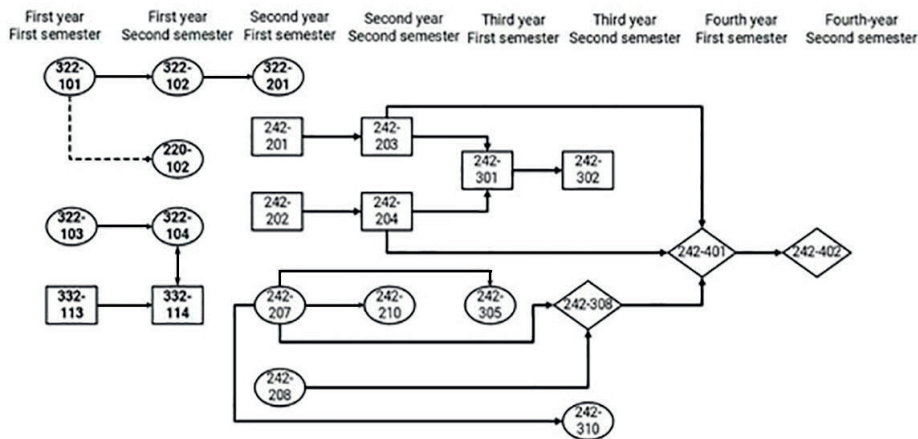 First year
First semester
First year
Second semester
Second year
First semester
Second year
Second semester
Third year
First semester
Third year
Second semester
Fourth year
First semester
Fourth-year
Second semester
322-
101
322-
102
322-
201
242-
201
242-
203
220-
102
242-
301
242-
302
242-
202
242-
204
322-
103
322-
104
242-401
242-402
332-
113
332-
114
242-
207
242-
210
242-
305
242-308
242-
208
242-
310